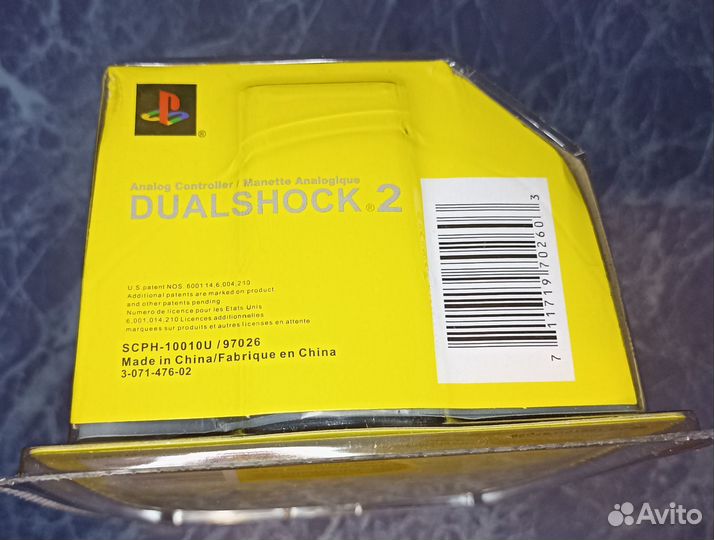 ®
Analog Controller / Manette Analogique
DUALSHOCK®2
U.S. patent NOS 6001 14,6,004,210
Additional patents are marked on product.
and other patents pending.
Numero de licence pour les Etats Unis
6,001,014.210 Licences additionnelles
marquees sur produits et autres licenses en attente
SCPH-10010U / 97026
Made in China/Fabrique en China
3-071-476-02
7 11719 70260 3
Avito